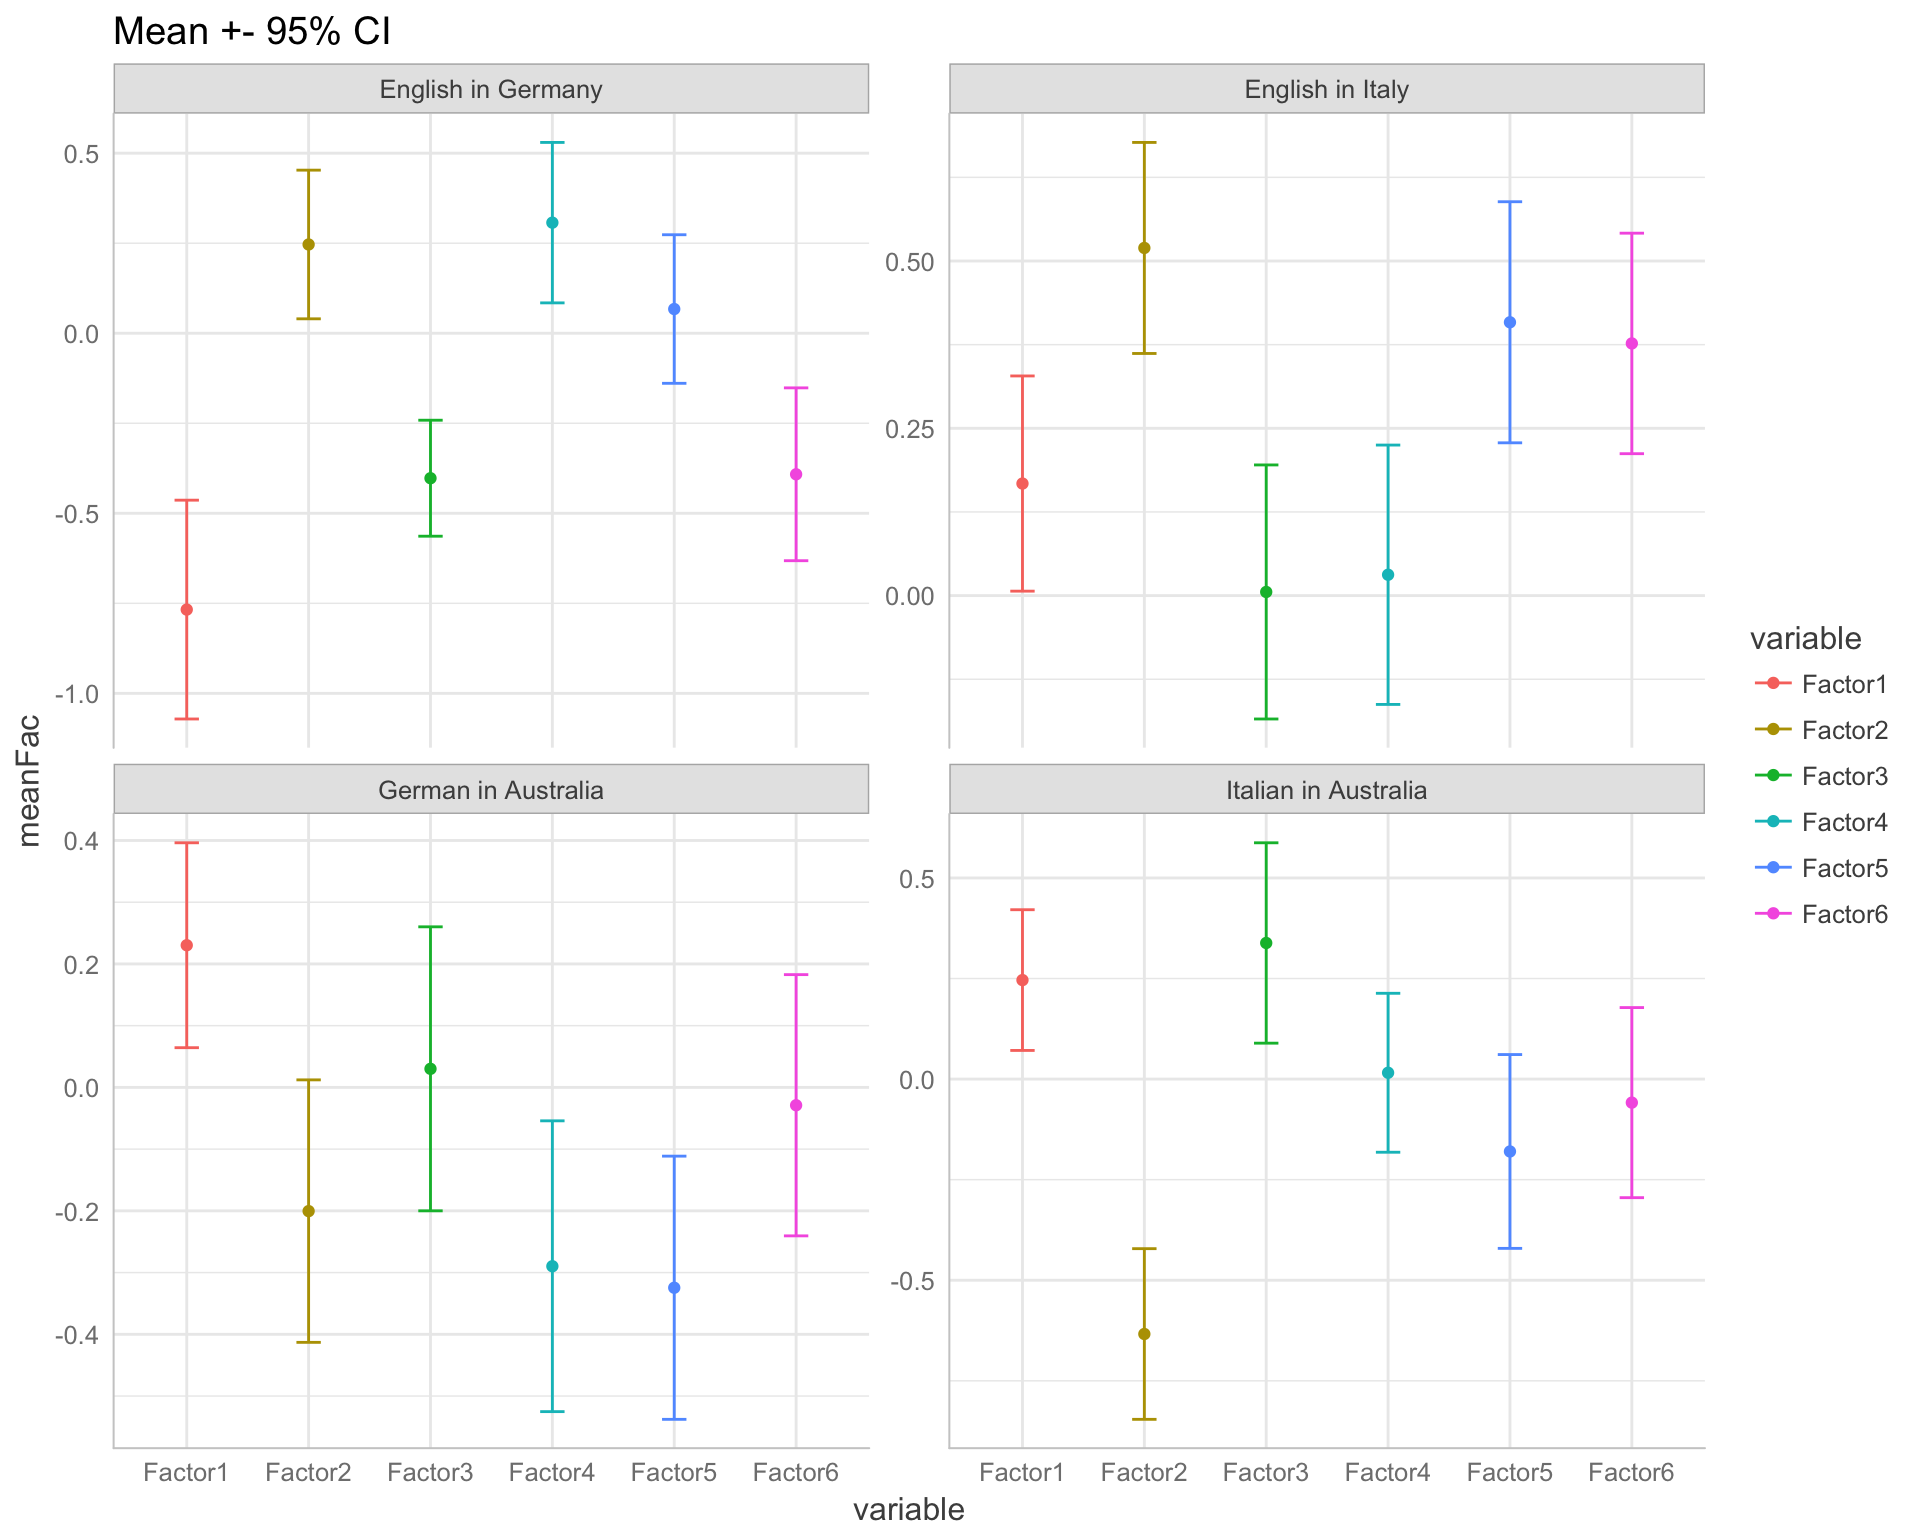 Mean +- 95% CI
English in Germany
English in Italy
0.5
0.0
-0.5
-1.0
0.50
0.25
0.00
German in Australia
Italian in Australia
0.4
0.2
0.0
-0.2
-0.4
0.5
0.0
-0.5
meanFac
Factor1 Factor2 Factor3 Factor4 Factor5 Factor6
Factor1 Factor2 Factor3 Factor4 Factor5 Factor6
variable
variable
Factor1
Factor2
Factor3
Factor4
Factor5
Factor6